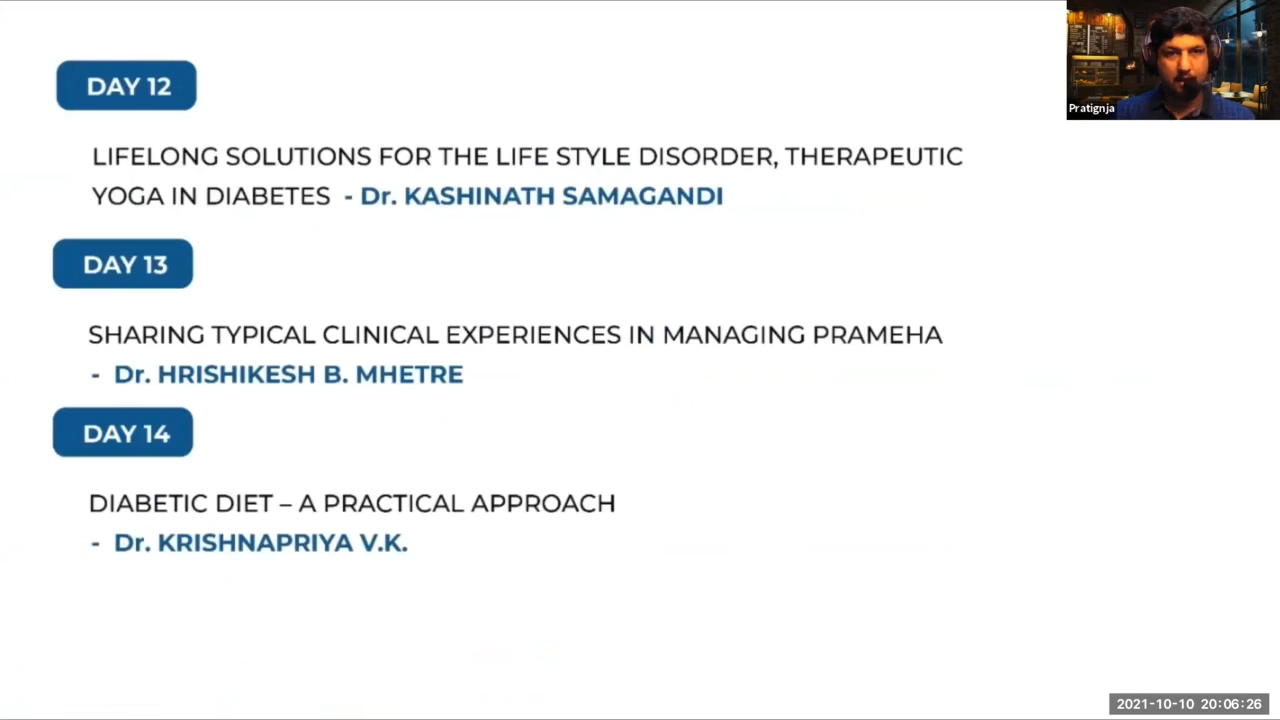 DAY 12
LIFELONG SOLUTIONS FOR THE LIFE STYLE DISORDER, THERAPEUTIC
YOGA IN DIABETES - Dr. KASHINATH SAMAGANDI
DAY 13
SHARING TYPICAL CLINICAL EXPERIENCES IN MANAGING PRAMEHA
- Dr. HRISHIKESH B. MHETRE
DAY 14
DIABETIC DIET – A PRACTICAL APPROACH
- Dr. KRISHNAPRIYA V.K.
Pratignja
2021-10-10 20:06:26